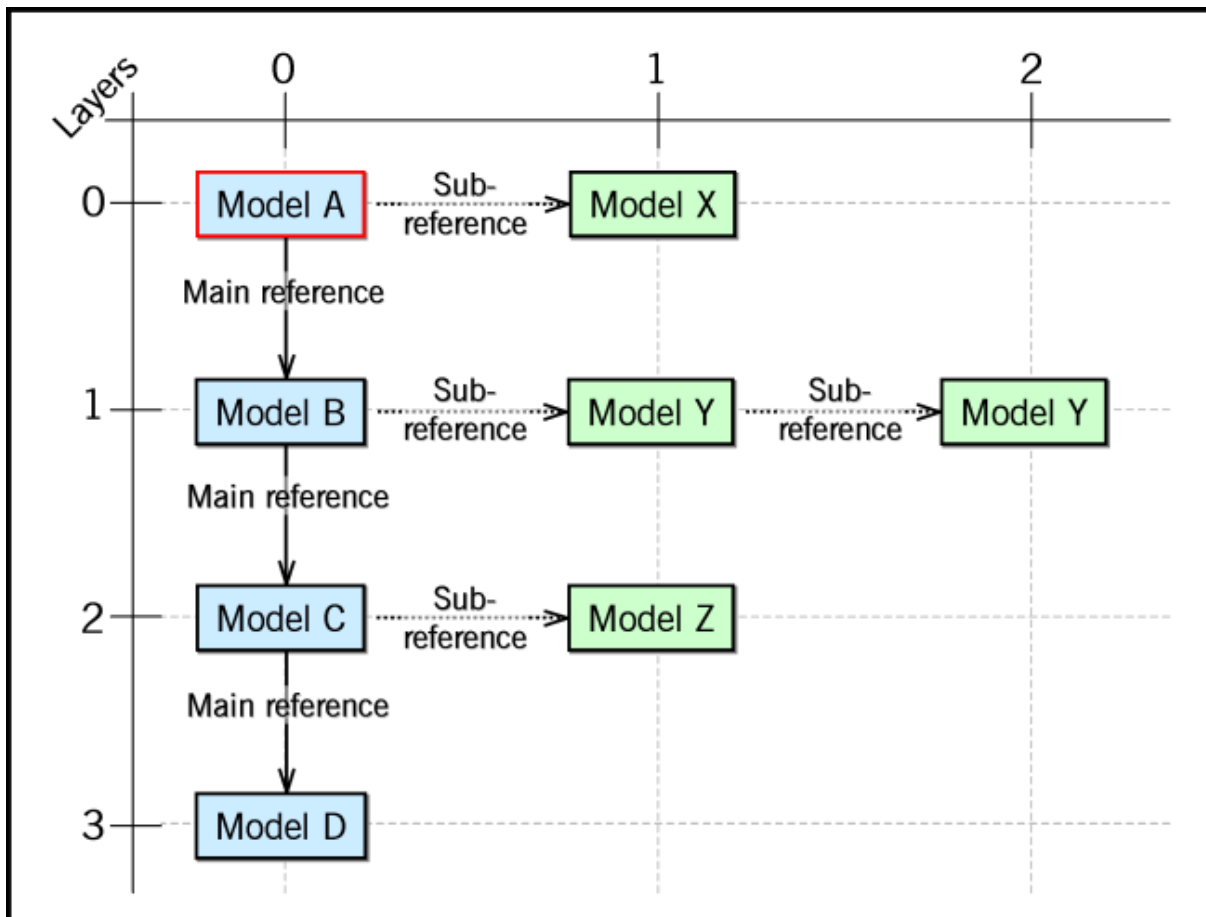 Layers
0
1
2
0
Model A
Sub-
reference
Model X
Main reference
1
Model B
Sub-
reference
Model Y
Sub-
reference
Model Y
Main reference
2
Model C
Sub-
reference
Model Z
Main reference
3
Model D